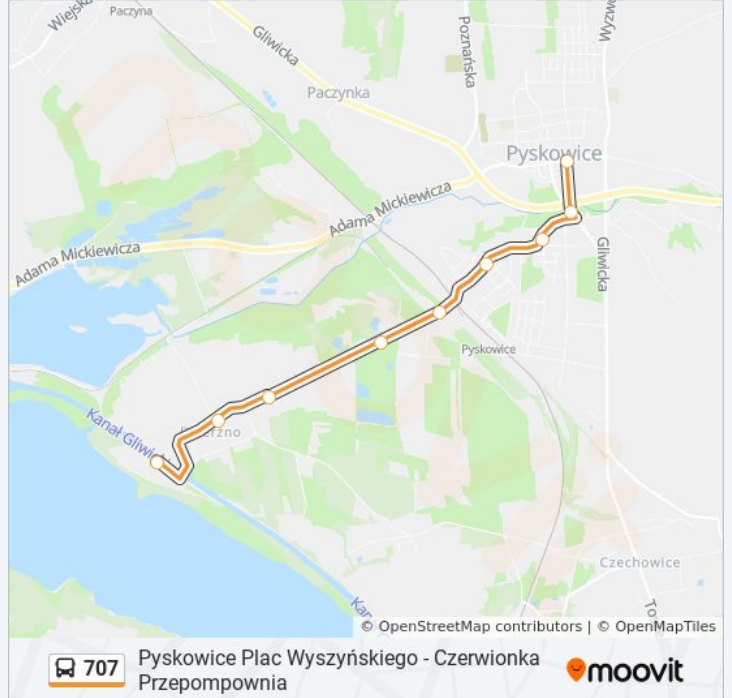 Wiejska
Paczyna
Gliwicka
Poznańska
Paczynka
Pyskowice
Adama Mickiewicza
Adama Mickiewicza
Gliwicka
Pyskowice
Kanał Gliwicki
Czechowice
© OpenStreetMap contributors | © OpenMapTiles
707
Pyskowice Plac Wyszyńskiego - Czerwionka
Przepompownia
moovit